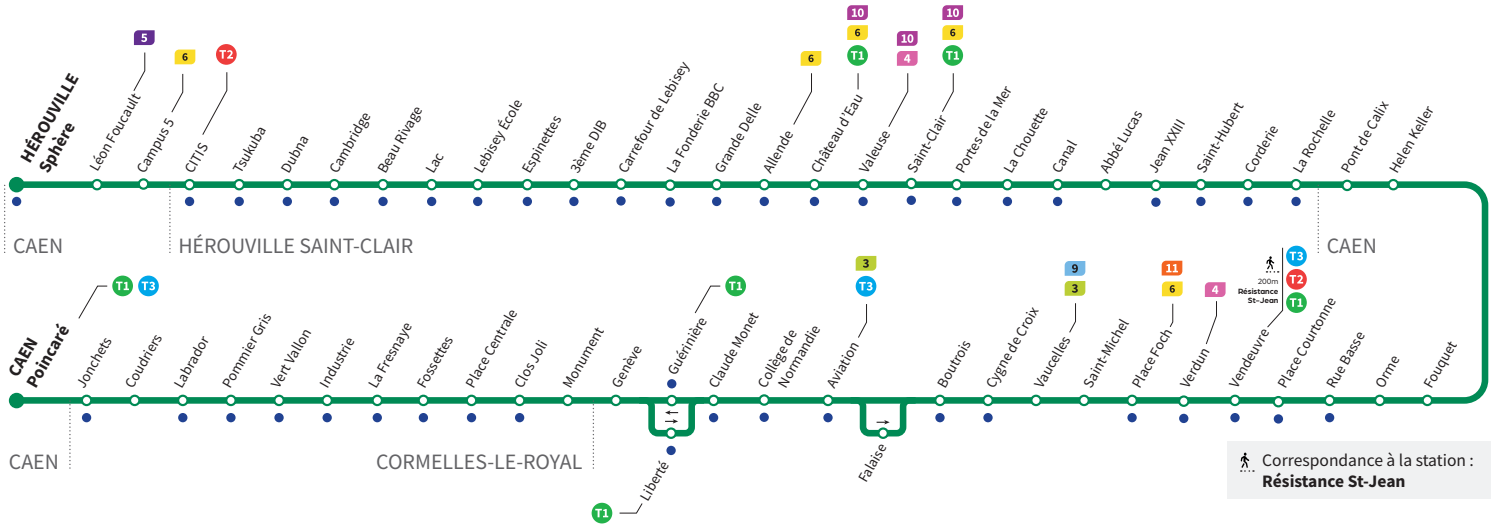 5
6
T2
6
10
6
T1
10
4
10
6
T1
HÉROUVILLE
Sphère
Léon Foucault
Campus 5
CITIS
Tsukuba
Dubna
Cambridge
Beau Rivage
Lac
Lebisey École
Espinettes
3ème DIB
Carrefour de Lebisey
La Fonderie BBC
Grande Delle
Allende
Château d'Eau
Valeuse
Saint-Clair
Portes de la Mer
La Chouette
Canal
Abbé Lucas
Jean XXIII
Saint-Hubert
Corderie
La Rochelle
Pont de Calix
Helen Keller
CAEN
HÉROUVILLE SAINT-CLAIR
CAEN
T1 T3
T1
3
T3
9
3
11
6
4
T3
T2
T1
200m
Résistance
St-Jean
CAEN
Poincaré
Jonchets
Coudriers
Labrador
Pommier Gris
Vert Vallon
Industrie
La Fresnaye
Fossettes
Place Centrale
Clos Joli
Monument
Genève
Guérinière
Claude Monet
Collège de
Normandie
Aviation
Boutrois
Cygne de Croix
Vaucelles
Saint-Michel
Place Foch
Verdun
Vendeuvre
Place Courtonne
Rue Basse
Orme
Fouquet
CAEN
CORMELLES-LE-ROYAL
Liberté
T1
Falaise
Correspondance à la station :
Résistance St-Jean